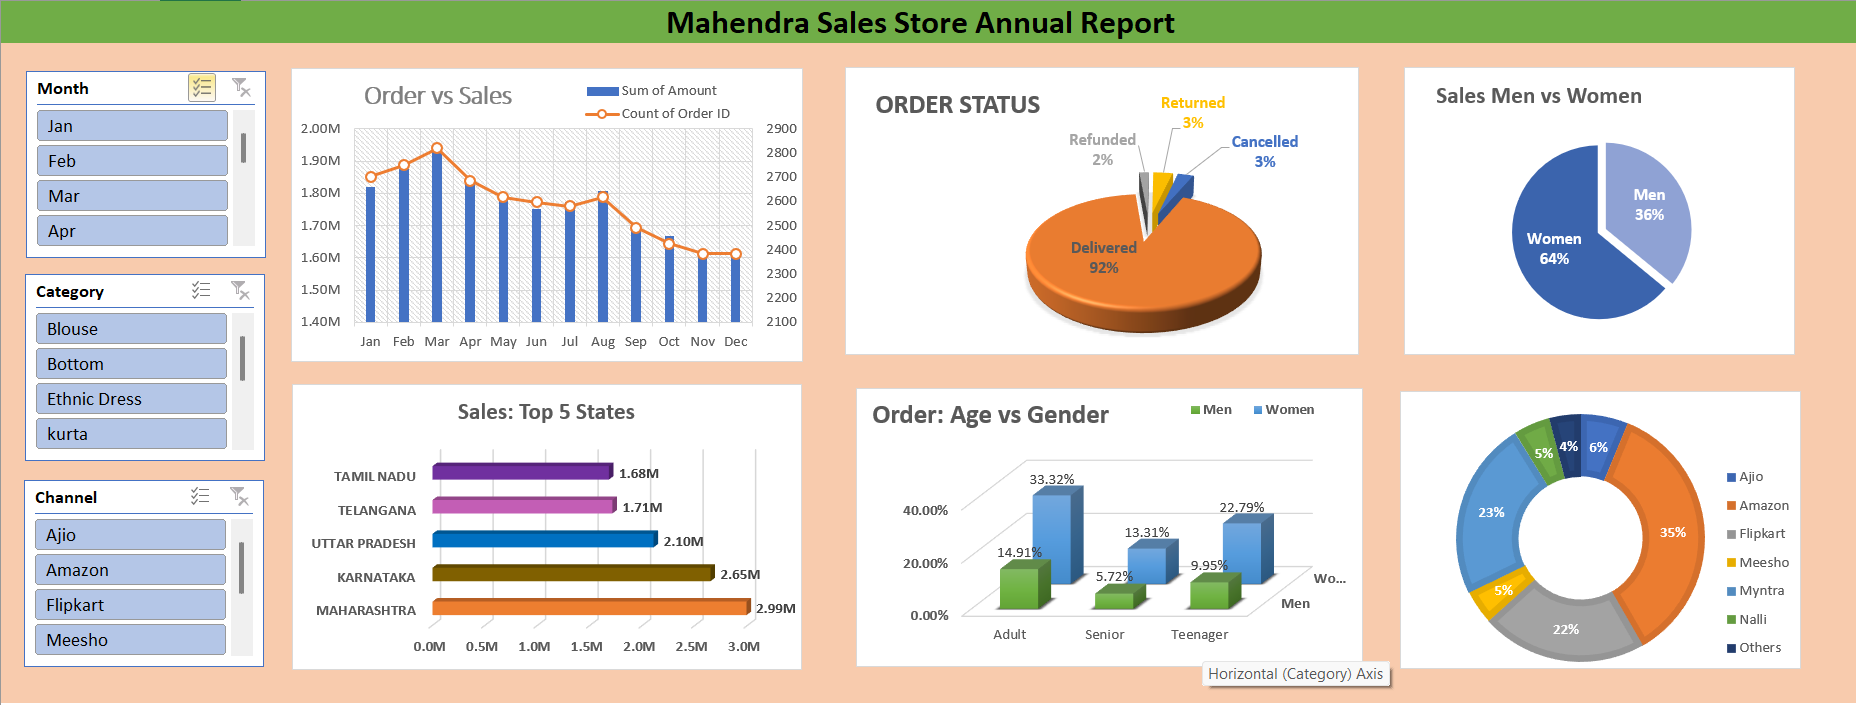 Mahendra Sales Store Annual Report
Month
Jan
Feb
Mar
Apr
Category
Blouse
Bottom
Ethnic Dress
kurta
Channel
Ajio
Amazon
Flipkart
Meesho
Order vs Sales
Sum of Amount
Count of Order ID
2.00M
1.90M
1.80M
1.70M
1.60M
1.50M
1.40M
2900
2800
2700
2600
2500
2400
2300
2200
2100
Jan Feb Mar Apr May Jun Jul Aug Sep Oct Nov Dec
ORDER STATUS
Returned
3%
Refunded
2%
Cancelled
3%
Delivered
92%
Sales Men vs Women
Men
36%
Women
64%
Sales: Top 5 States
TAMIL NADU 1.68M
TELANGANA 1.71M
UTTAR PRADESH 2.10M
KARNATAKA 2.65M
MAHARASHTRA 2.99M
0.0M 0.5M 1.0M 1.5M 2.0M 2.5M 3.0M
Order: Age vs Gender
Men Women
40.00%
20.00%
0.00%
33.32%
14.91%
13.31%
5.72%
22.79%
9.95%
Wo...
Men
Adult Senior Teenager
Horizontal (Category) Axis
6%
35%
22%
5%
23%
5%
4%
Ajio
Amazon
Flipkart
Meesho
Myntra
Nalli
Others